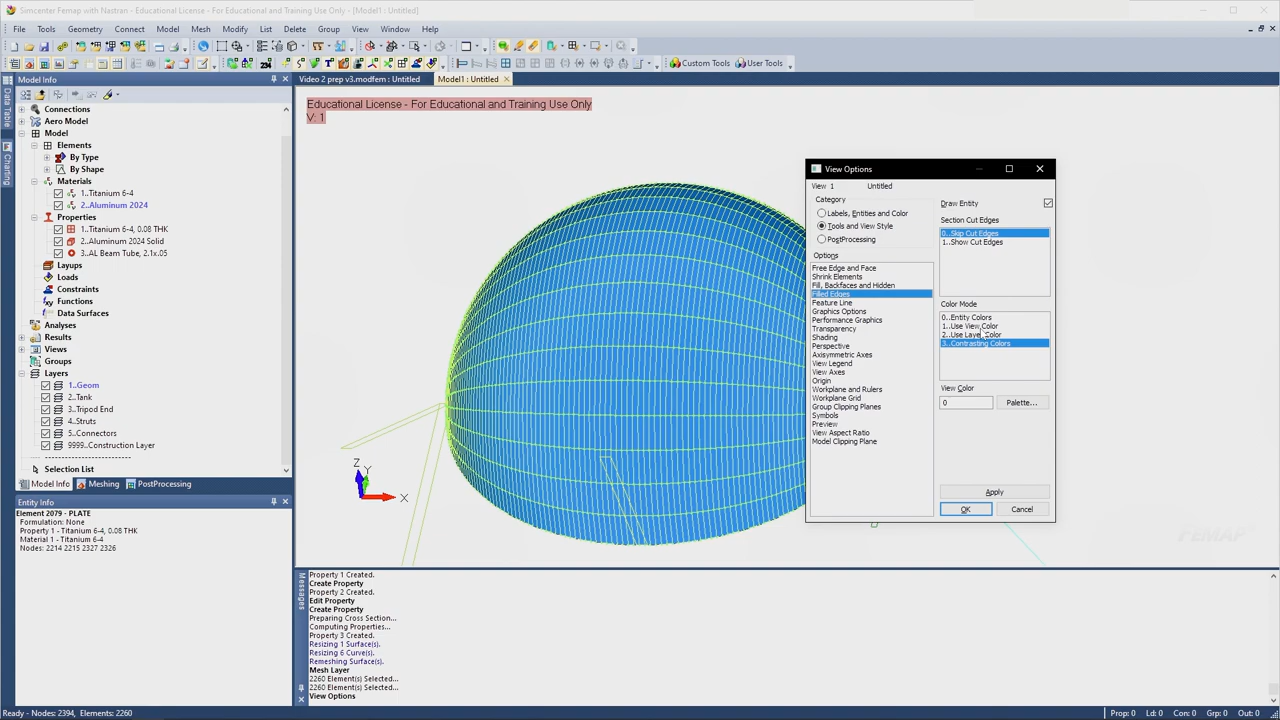 Simcenter Femap with Nastran - Educational License - For Educational and Training Use Only - [Model1 : Untitled]
File Tools Geometry Connect Model Mesh Modify List Delete Group View Window Help
Custom Tools User Tools
Model Info
Video 2 prep v3.modfem : Untitled
Model1 : Untitled
Data Table
Charting
Connections
Aero Model
Model
Elements
By Type
By Shape
Materials
1..Titanium 6-4
2..Aluminum 2024
Properties
1..Titanium 6-4, 0.08 THK
2..Aluminum 2024 Solid
3..AL Beam Tube, 2.1x.05
Layups
Loads
Constraints
Functions
Data Surfaces
Analyses
Results
Views
Groups
Layers
1..Geom
2..Tank
3..Tripod End
4..Struts
5..Connectors
9999..Construction Layer
Selection List
Model Info Meshing PostProcessing
Entity Info
Element 2079 - PLATE
Formulation: None
Property 1 - Titanium 6-4, 0.08 THK
Material 1 - Titanium 6-4
Nodes: 2214 2215 2327 2326
Educational License - For Educational and Training Use Only
V: 1
Z
Y
X
FEMAP
View Options
View 1 Untitled
Category
Labels, Entities and Color
Tools and View Style
PostProcessing
Options
Free Edge and Face
Shrink Elements
Fill, Backfaces and Hidden
Filled Edges
Feature Line
Graphics Options
Performance Graphics
Transparency
Shading
Perspective
Axisymmetric Axes
View Legend
View Axes
Origin
Workplane and Rulers
Workplane Grid
Group Clipping Planes
Symbols
Preview
View Aspect Ratio
Model Clipping Plane
Draw Entity
Section Cut Edges
0..Skip Cut Edges
1..Show Cut Edges
Color Mode
0..Entity Colors
1..Use View Color
2..Use Layer Color
3..Contrasting Colors
View Color
0
Palette...
Apply
OK
Cancel
Messages
Property 1 Created.
Create Property
Property 2 Created.
Edit Property
Create Property
Preparing Cross Section...
Computing Properties...
Property 3 Created.
Resizing 1 Surface(s).
Resizing 6 Curve(s).
Remeshing Surface(s).
Mesh Layer
2260 Element(s) Selected...
2260 Element(s) Selected...
View Options
Ready - Nodes: 2394, Elements: 2260
Prop: 0 Ld: 0 Con: 0 Grp: 0 Out: 0